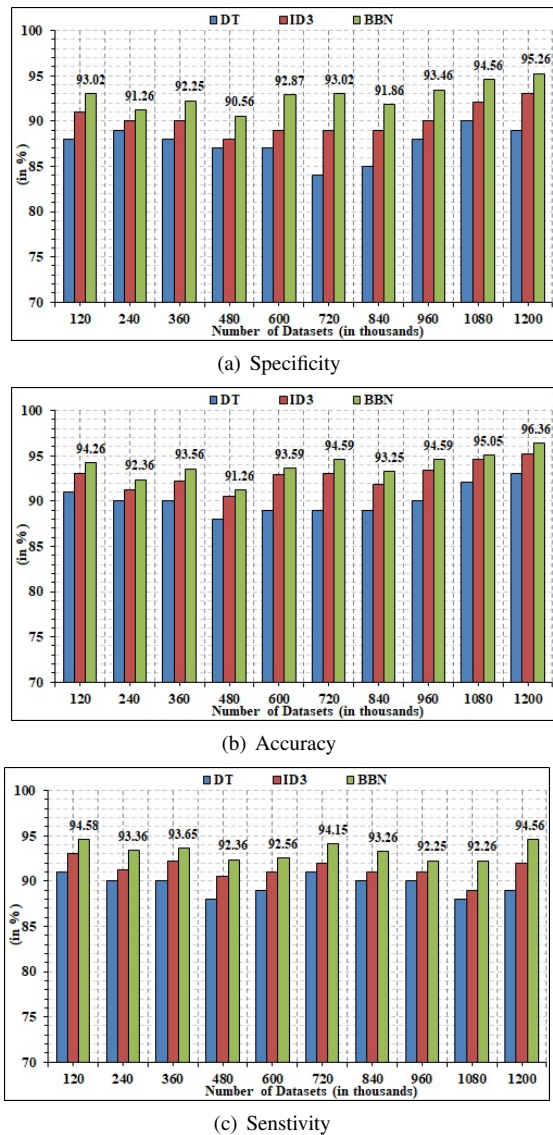 DT ID3 BBN
100
95
90
85
80
75
70
(in %)
93.02 91.26 92.25 90.56 92.87 93.02 91.86 93.46 94.56 95.26
120 240 360 480 600 720 840 960 1080 1200
Number of Datasets (in thousands)
(a) Specificity
DT ID3 BBN
100
95
90
85
80
75
70
(in %)
94.26 92.36 93.56 91.26 93.59 94.59 93.25 94.59 95.05 96.36
120 240 360 480 600 720 840 960 1080 1200
Number of Datasets (in thousands)
(b) Accuracy
DT ID3 BBN
100
95
90
85
80
75
70
(in %)
94.58 93.36 93.65 92.36 92.56 94.15 93.26 92.25 92.26 94.56
120 240 360 480 600 720 840 960 1080 1200
Number of Datasets (in thousands)
(c) Senstivity